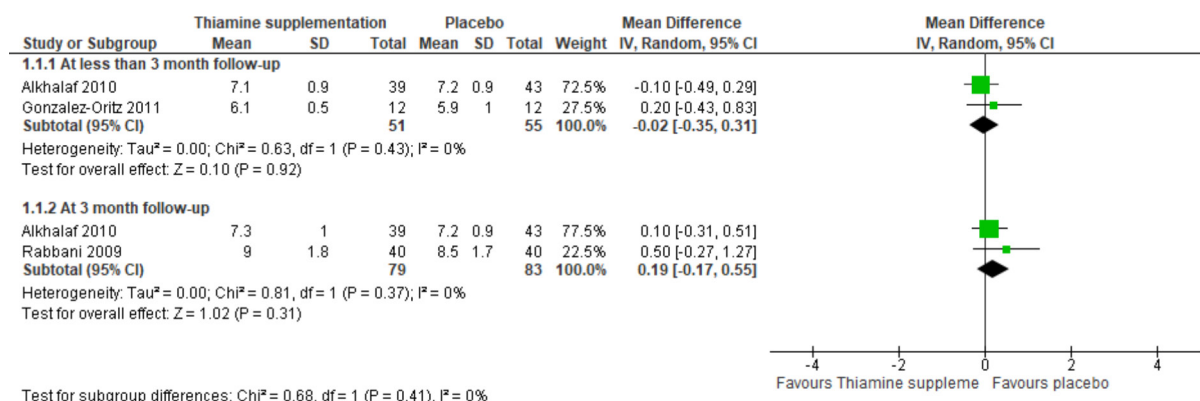 Thiamine supplementation Placebo Mean Difference Mean Difference
Study or Subgroup Mean SD Total Mean SD Total Weight IV, Random, 95% CI IV, Random, 95% CI
1.1.1 At less than 3 month follow-up
Alkhalaf 2010 7.1 0.9 39 7.2 0.9 43 72.5% -0.10 [-0.49, 0.29]
Gonzalez-Oritz 2011 6.1 0.5 12 5.9 1 12 27.5% 0.20 [-0.43, 0.83]
Subtotal (95% CI) 51 55 100.0% -0.02 [-0.35, 0.31]
Heterogeneity: Tau² = 0.00; Chi² = 0.63, df = 1 (P = 0.43); I² = 0%
Test for overall effect: Z = 0.10 (P = 0.92)
1.1.2 At 3 month follow-up
Alkhalaf 2010 7.3 1 39 7.2 0.9 43 77.5% 0.10 [-0.31, 0.51]
Rabbani 2009 9 1.8 40 8.5 1.7 40 22.5% 0.50 [-0.27, 1.27]
Subtotal (95% CI) 79 83 100.0% 0.19 [-0.17, 0.55]
Heterogeneity: Tau² = 0.00; Chi² = 0.81, df = 1 (P = 0.37); I² = 0%
Test for overall effect: Z = 1.02 (P = 0.31)
-4 -2 0 2 4
Favours Thiamine suppleme Favours placebo
Test for subgroup differences: Chi² = 0.68, df = 1 (P = 0.41), I² = 0%